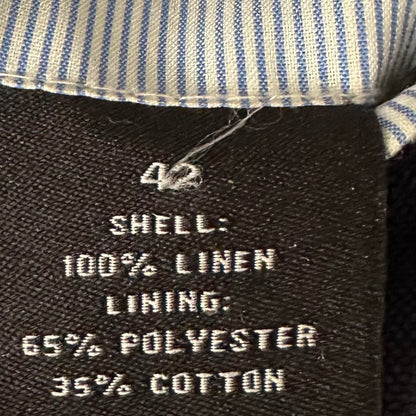 42
SHELL:
100% LINEN
LINING:
65% POLYESTER
35% COTTON